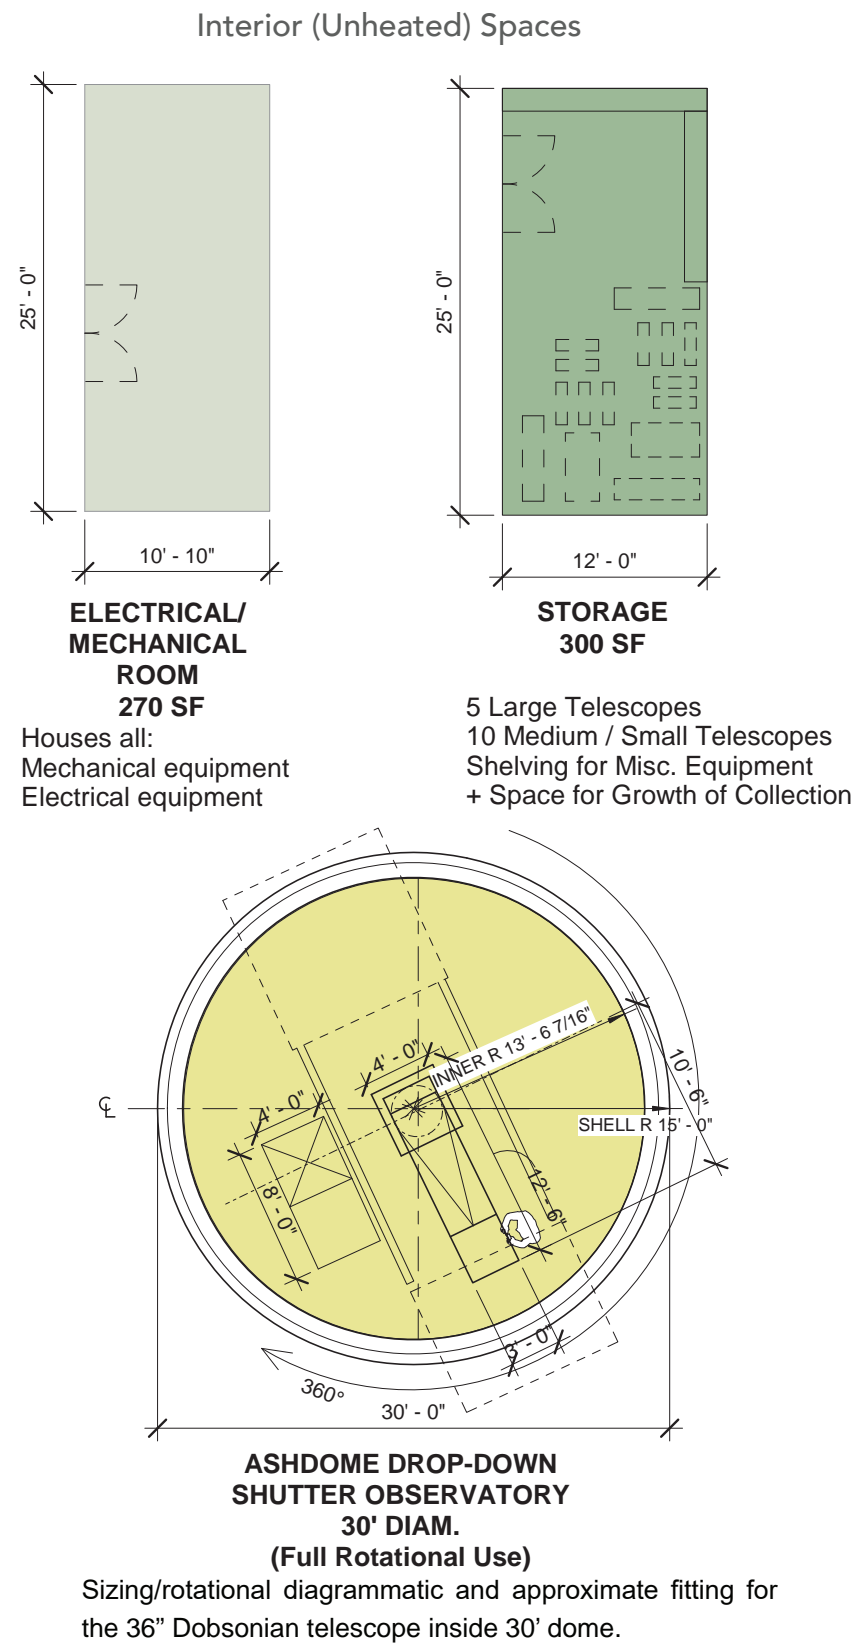 Interior (Unheated) Spaces
25' - 0"
10' - 10"
ELECTRICAL/
MECHANICAL
ROOM
270 SF
Houses all:
Mechanical equipment
Electrical equipment
25' - 0"
12' - 0"
STORAGE
300 SF
5 Large Telescopes
10 Medium / Small Telescopes
Shelving for Misc. Equipment
+ Space for Growth of Collection
INNER R 13' - 6 7/16"
4' - 0"
10' - 6"
4' - 0"
℄
SHELL R 15' - 0"
8' - 0"
12' - 6"
3' - 0"
360°
30' - 0"
ASHDOME DROP-DOWN
SHUTTER OBSERVATORY
30' DIAM.
(Full Rotational Use)
Sizing/rotational diagrammatic and approximate fitting for
the 36” Dobsonian telescope inside 30’ dome.